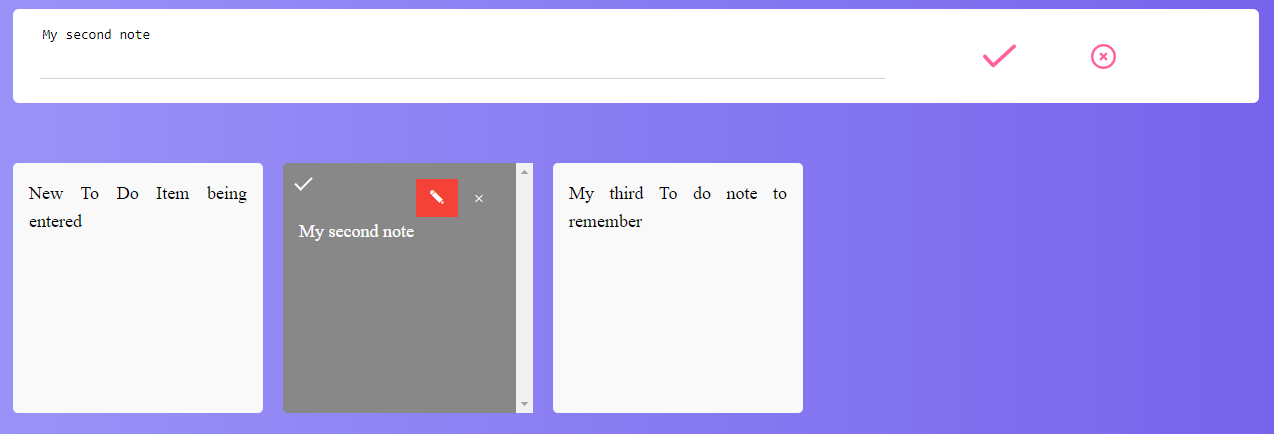 My second note
New To Do Item being
entered
My second note
My third To do note to
remember